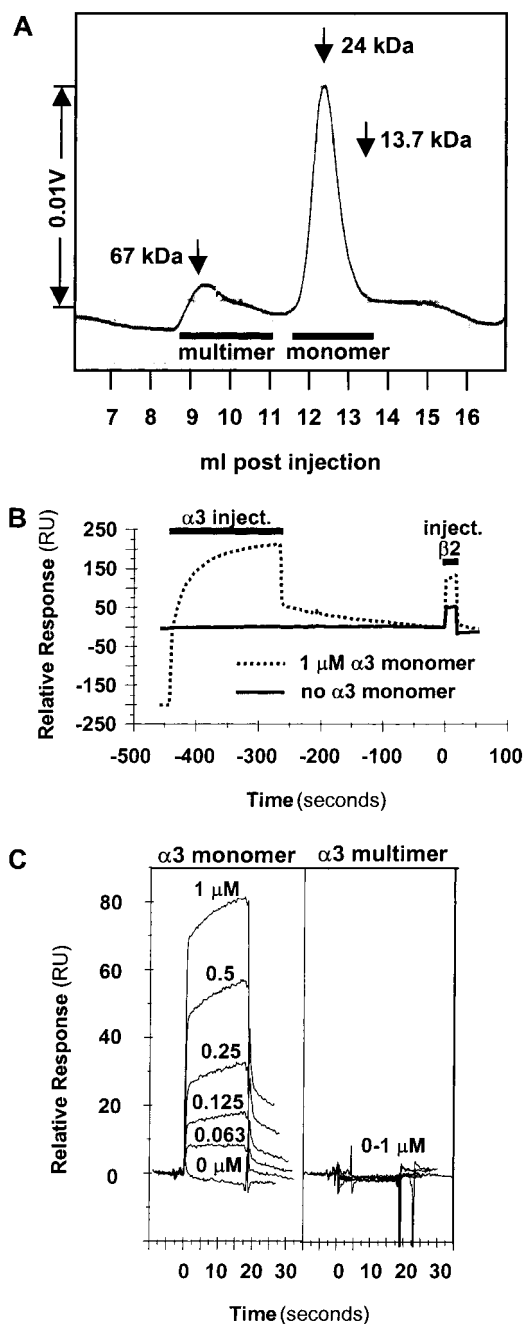 A
24 kDa
13.7 kDa
0.01V
67 kDa
multimer monomer
7 8 9 10 11 12 13 14 15 16
ml post injection
B
α3 inject.
inject.
β2
250
150
50
-50
-150
-250
Relative Response (RU)
1 μM α3 monomer
no α3 monomer
-500 -400 -300 -200 -100 0 100
Time (seconds)
C
α3 monomer α3 multimer
1 μM
80
0.5
60
40
0.25
0.125
20
0.063
0 μM
0-1 μM
0
Relative Response (RU)
0 10 20 30 0 10 20 30
Time (seconds)